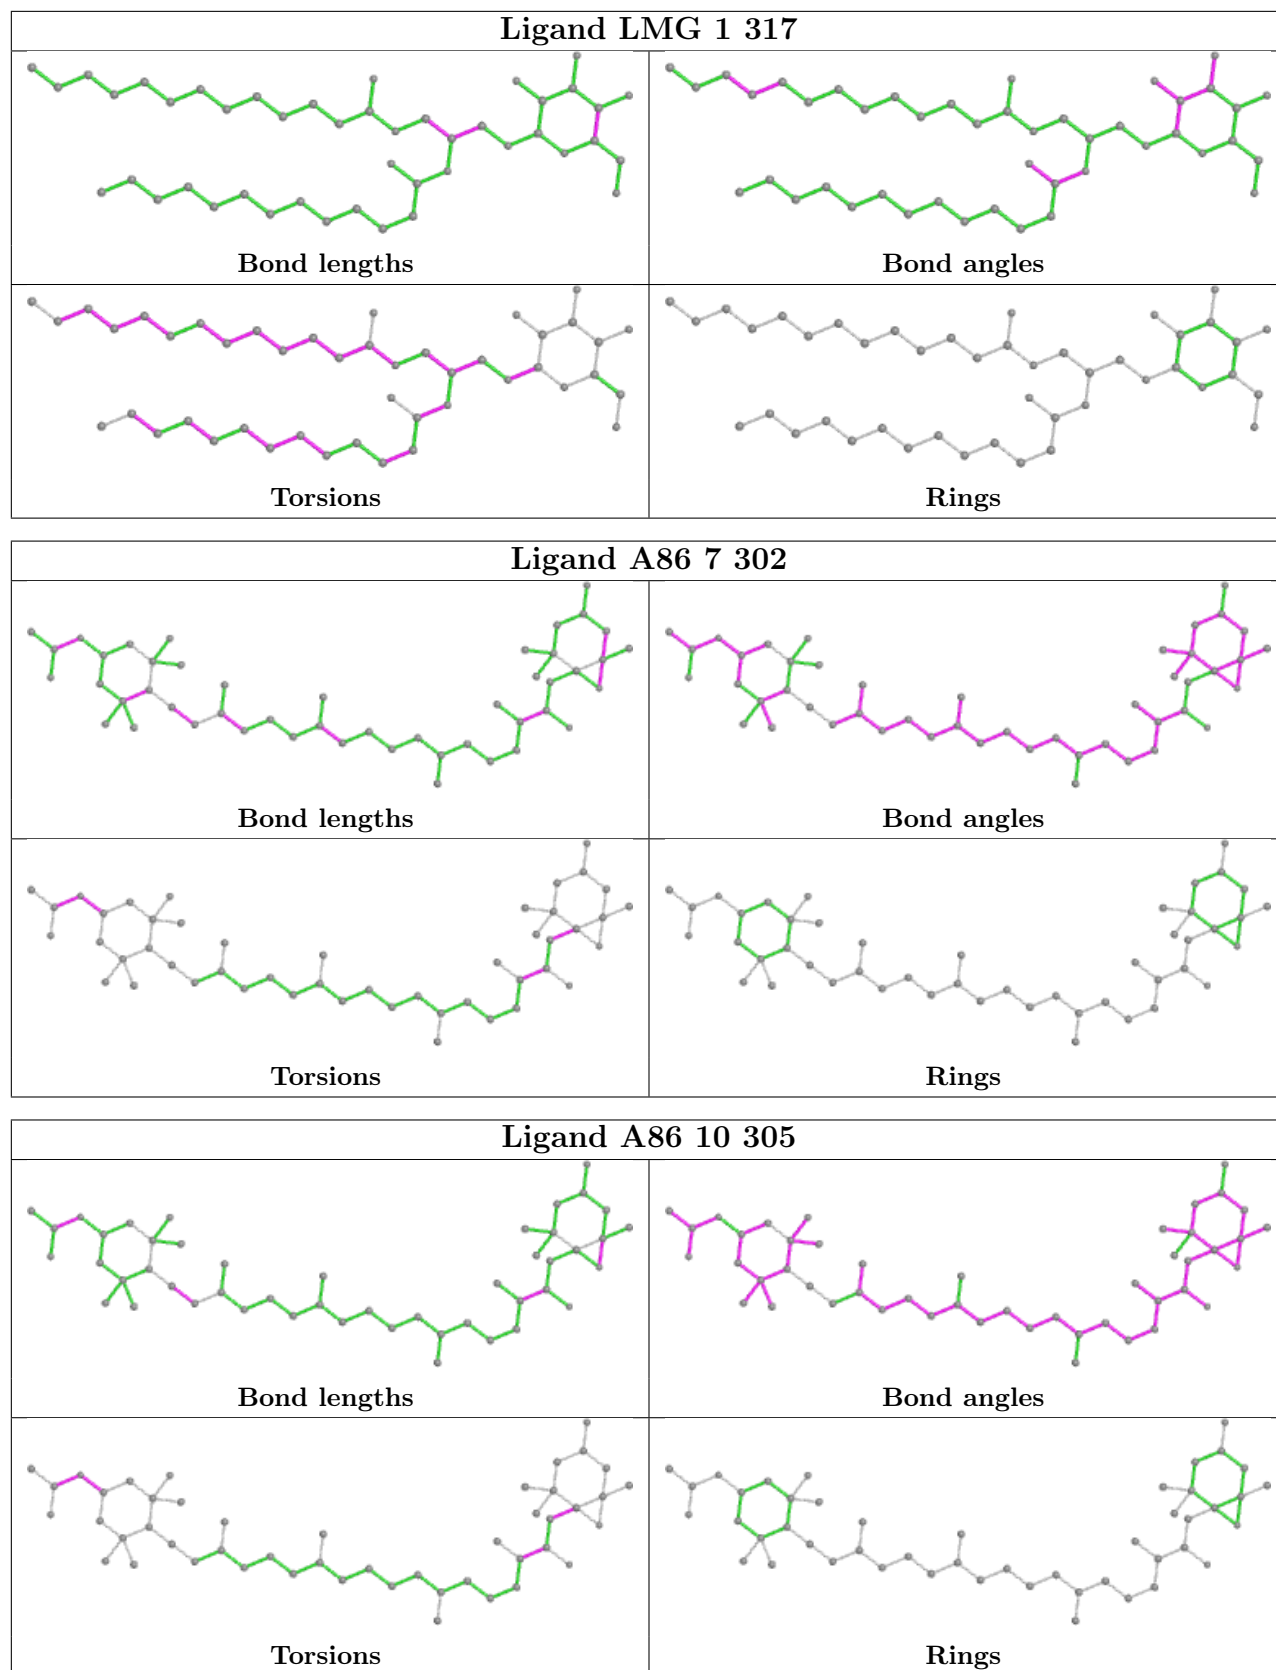 Ligand LMG 1 317
Bond lengths
Bond angles
Torsions
Rings
Ligand A86 7 302
Bond lengths
Bond angles
Torsions
Rings
Ligand A86 10 305
Bond lengths
Bond angles
Torsions
Rings